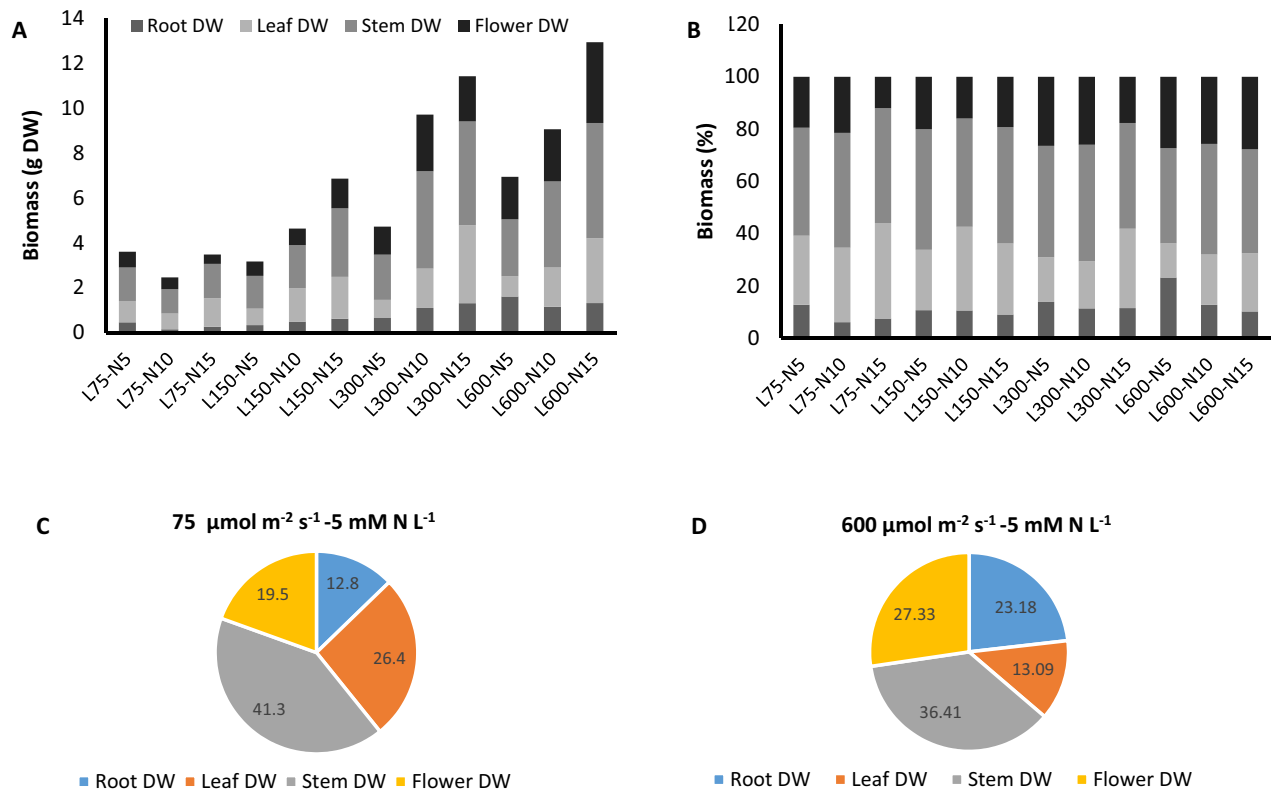 A
Root DW Leaf DW Stem DW Flower DW
Biomass (g DW)
14
12
10
8
6
4
2
0
L75-N5 L75-N10 L75-N15 L150-N5 L150-N10 L150-N15 L300-N5 L300-N10 L300-N15 L600-N5 L600-N10 L600-N15
B
Biomass (%)
120
100
80
60
40
20
0
L75-N5 L75-N10 L75-N15 L150-N5 L150-N10 L150-N15 L300-N5 L300-N10 L300-N15 L600-N5 L600-N10 L600-N15
C
75 µmol m⁻² s⁻¹ -5 mM N L⁻¹
12.8
26.4
41.3
19.5
Root DW Leaf DW Stem DW Flower DW
D
600 µmol m⁻² s⁻¹ -5 mM N L⁻¹
23.18
13.09
36.41
27.33
Root DW Leaf DW Stem DW Flower DW